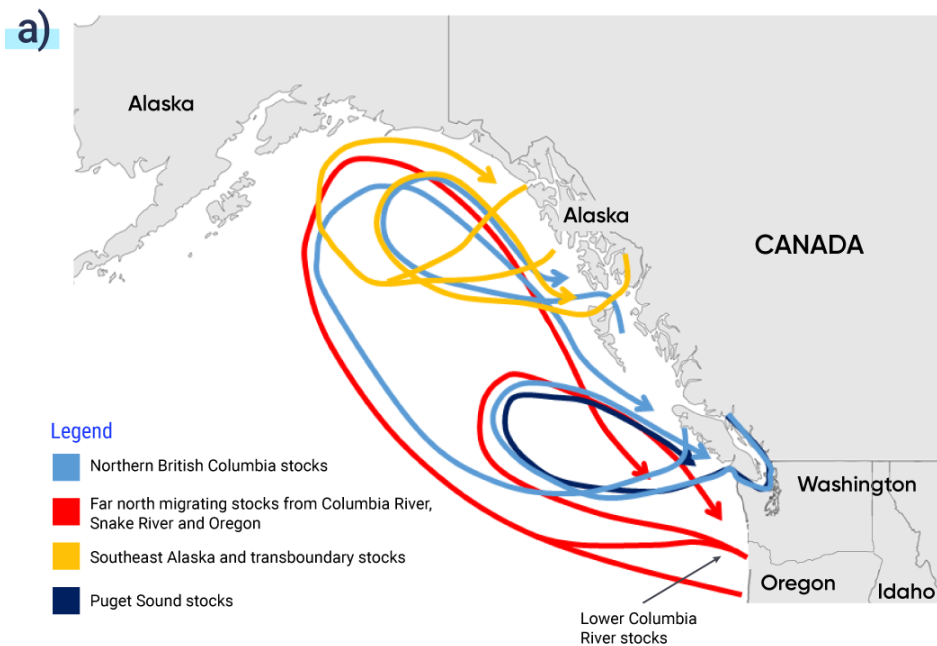 a)
Alaska
Alaska
CANADA
Legend
Northern British Columbia stocks
Far north migrating stocks from Columbia River,
Snake River and Oregon
Southeast Alaska and transboundary stocks
Puget Sound stocks
Washington
Oregon
Idaho
Lower Columbia
River stocks